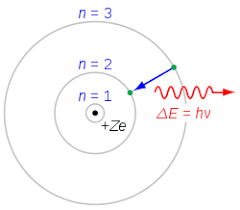 n = 3
n = 2
n = 1
+Ze
ΔE = hν